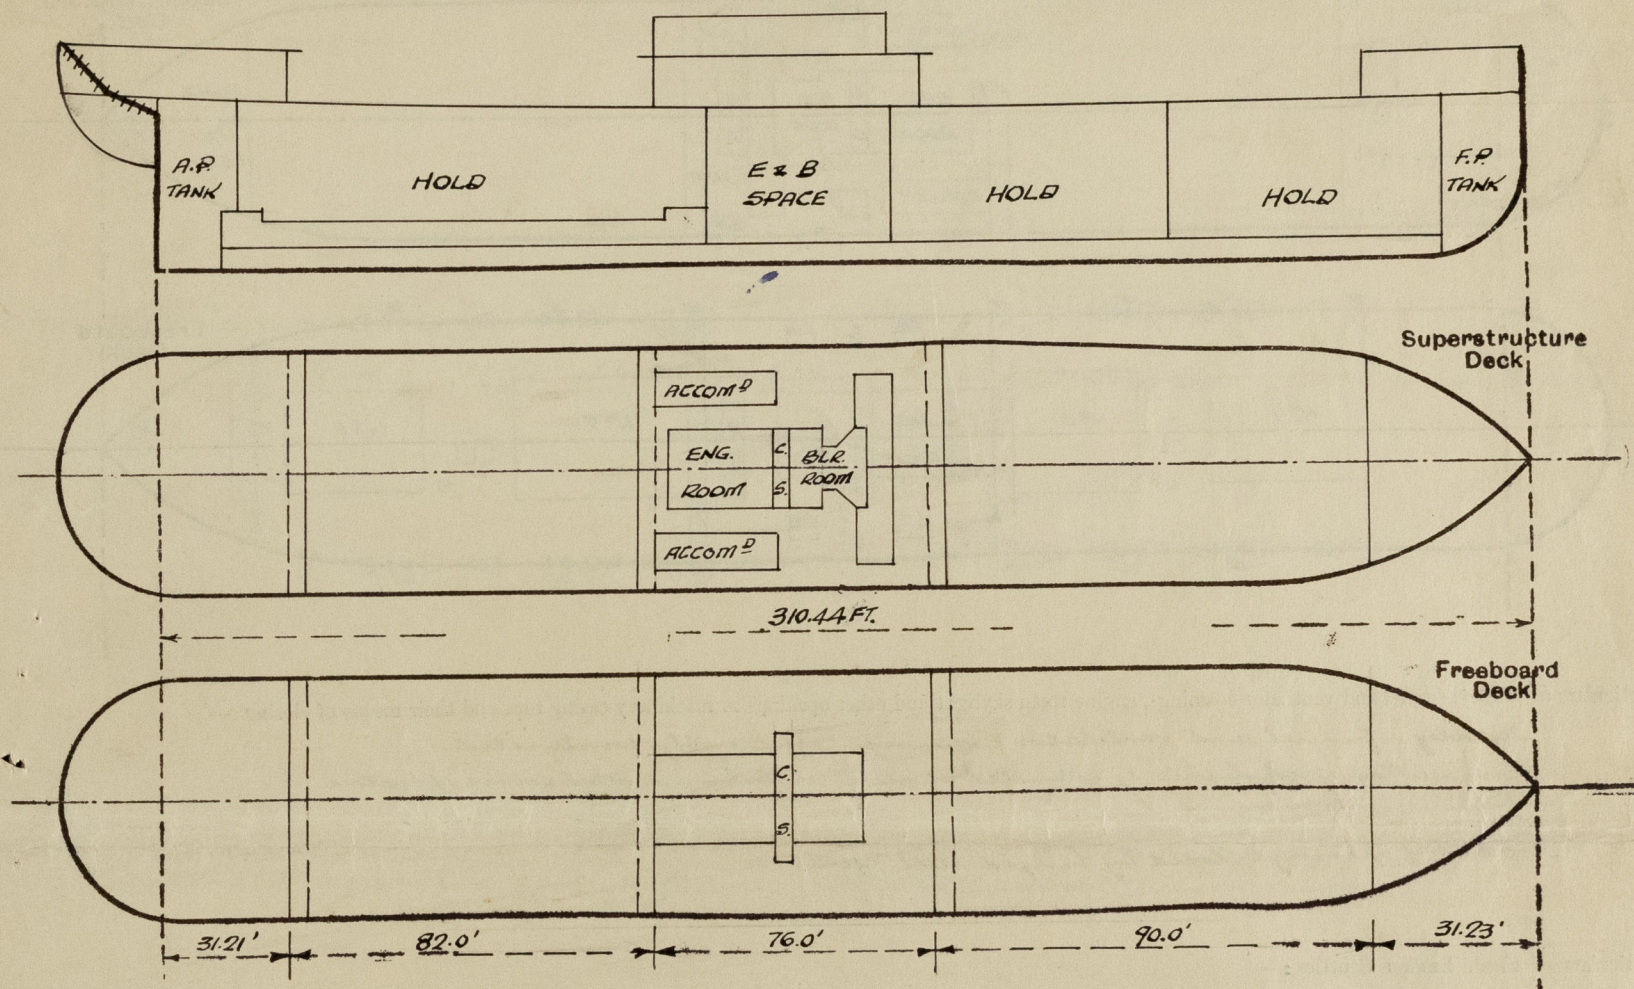 A.P.
TANK
HOLD
E & B
SPACE
HOLD
HOLD
F.P.
TANK
Superstructure
Deck
ACCOMD
ENG.
ROOM
C.
S.
BLR.
ROOM
ACCOMD
310.44 FT.
Freeboard
Deck
C.
S.
31.21'
82.0'
76.0'
90.0'
31.23'